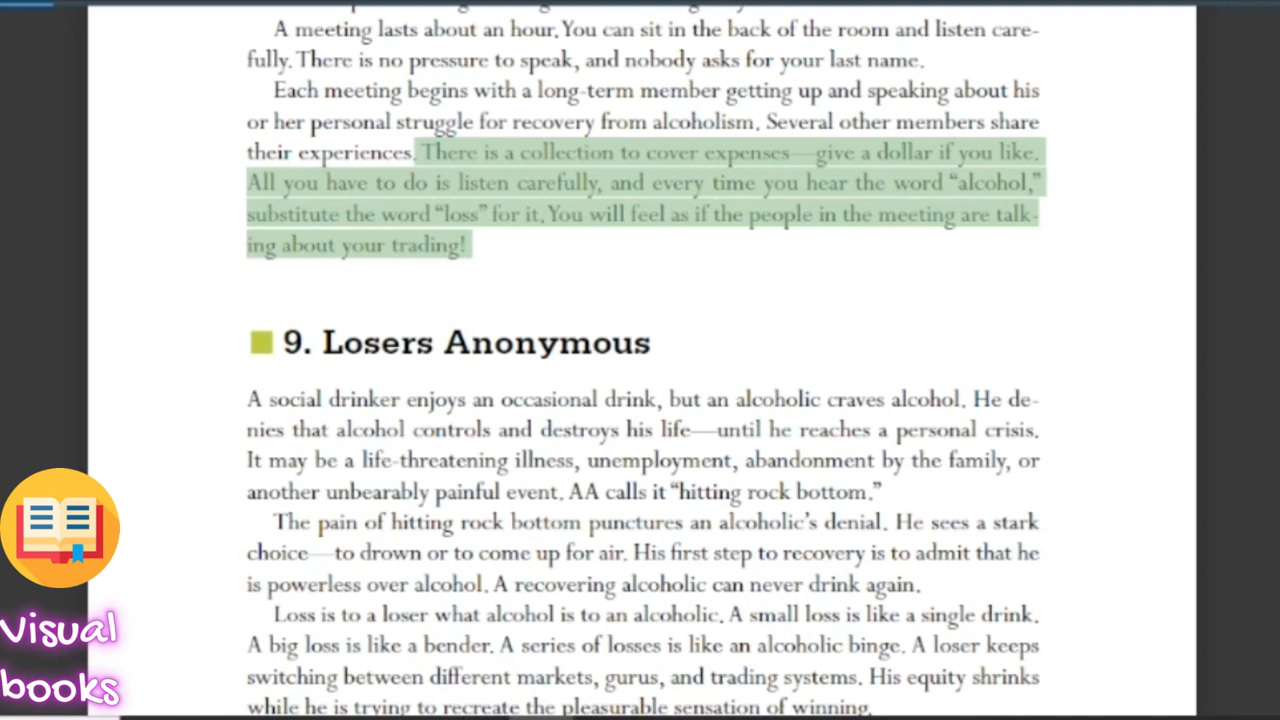 A meeting lasts about an hour. You can sit in the back of the room and listen care-
fully. There is no pressure to speak, and nobody asks for your last name.
Each meeting begins with a long-term member getting up and speaking about his
or her personal struggle for recovery from alcoholism. Several other members share
their experiences. There is a collection to cover expenses—give a dollar if you like.
All you have to do is listen carefully, and every time you hear the word “alcohol,”
substitute the word “loss” for it. You will feel as if the people in the meeting are talk-
ing about your trading!
9. Losers Anonymous
A social drinker enjoys an occasional drink, but an alcoholic craves alcohol. He de-
nies that alcohol controls and destroys his life—until he reaches a personal crisis.
It may be a life-threatening illness, unemployment, abandonment by the family, or
another unbearably painful event. AA calls it “hitting rock bottom.”
The pain of hitting rock bottom punctures an alcoholic’s denial. He sees a stark
choice—to drown or to come up for air. His first step to recovery is to admit that he
is powerless over alcohol. A recovering alcoholic can never drink again.
Loss is to a loser what alcohol is to an alcoholic. A small loss is like a single drink.
A big loss is like a bender. A series of losses is like an alcoholic binge. A loser keeps
switching between different markets, gurus, and trading systems. His equity shrinks
while he is trying to recreate the pleasurable sensation of winning.
Visual
books